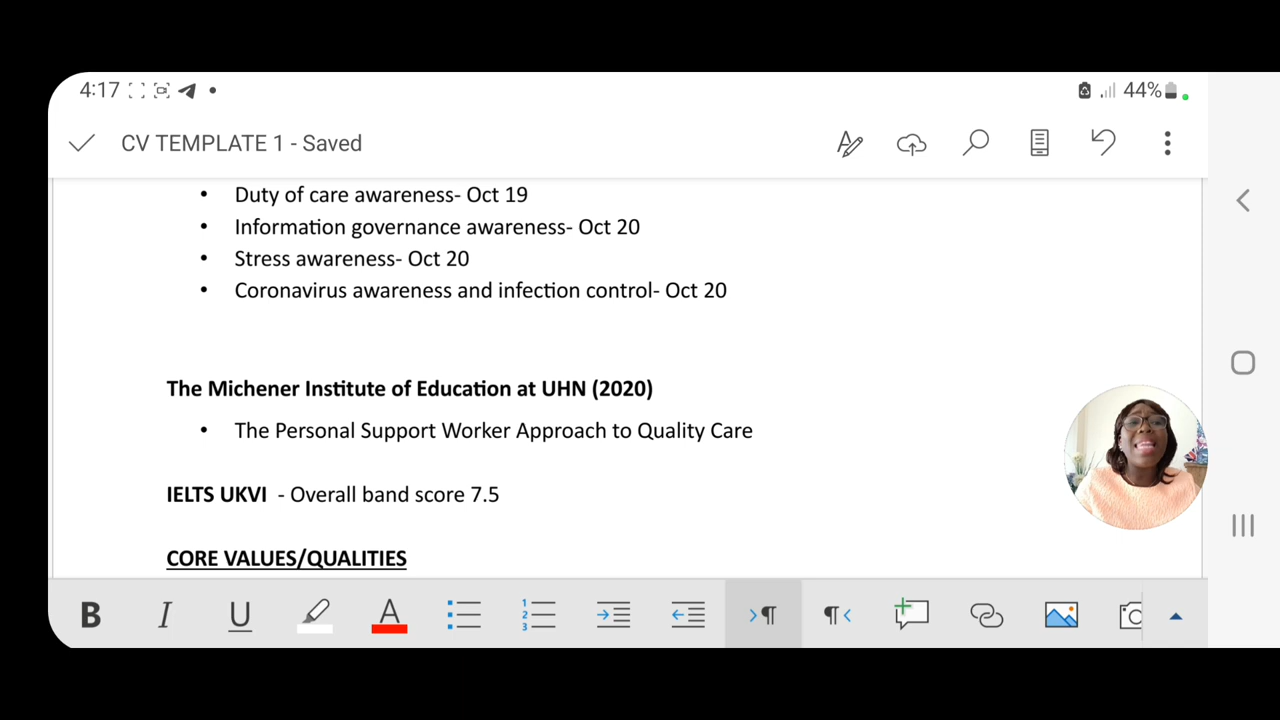 4:17 44%
CV TEMPLATE 1 - Saved
• Duty of care awareness- Oct 19
• Information governance awareness- Oct 20
• Stress awareness- Oct 20
• Coronavirus awareness and infection control- Oct 20
The Michener Institute of Education at UHN (2020)
• The Personal Support Worker Approach to Quality Care
IELTS UKVI - Overall band score 7.5
CORE VALUES/QUALITIES
B I U A